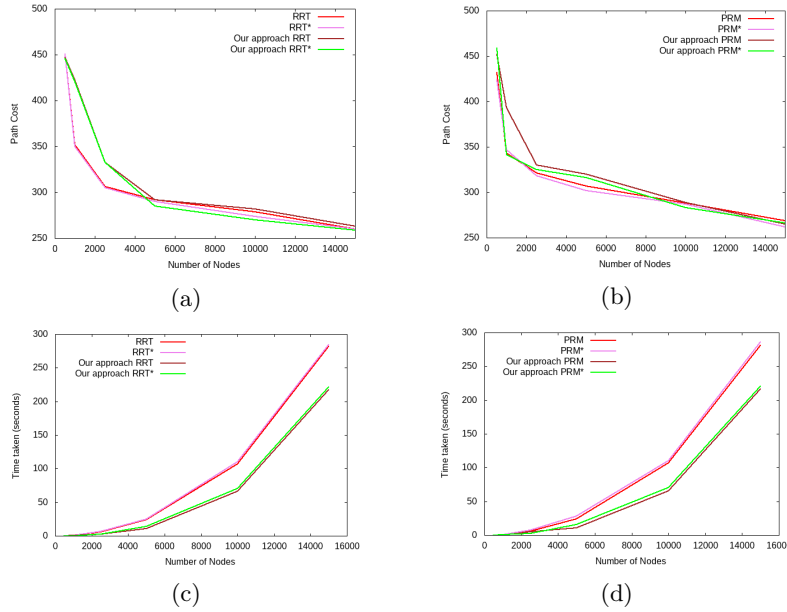 500
450
400
350
300
250
Path Cost
RRT
RRT*
Our approach RRT
Our approach RRT*
0 2000 4000 6000 8000 10000 12000 14000
Number of Nodes
(a)
500
450
400
350
300
250
Path Cost
PRM
PRM*
Our approach PRM
Our approach PRM*
0 2000 4000 6000 8000 10000 12000 14000
Number of Nodes
(b)
300
250
200
150
100
50
0
Time taken (seconds)
RRT
RRT*
Our approach RRT
Our approach RRT*
0 2000 4000 6000 8000 10000 12000 14000 16000
Number of Nodes
(c)
300
250
200
150
100
50
0
Time taken (seconds)
PRM
PRM*
Our approach PRM
Our approach PRM*
0 2000 4000 6000 8000 10000 12000 14000 1600
Number of Nodes
(d)